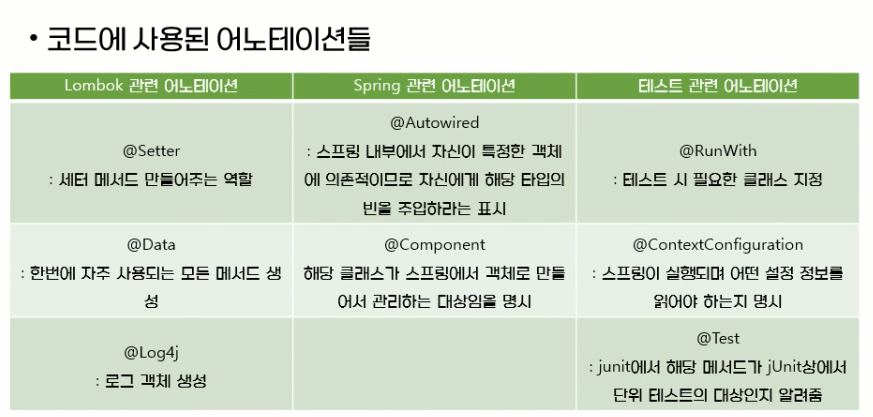 • 코드에 사용된 어노테이션들
Lombok 관련 어노테이션
Spring 관련 어노테이션
테스트 관련 어노테이션
@Setter
: 세터 메서드 만들어주는 역할
@Autowired
: 스프링 내부에서 자신이 특정한 객체
에 의존적이므로 자신에게 해당 타입의
빈을 주입하라는 표시
@RunWith
: 테스트 시 필요한 클래스 지정
@Data
: 한번에 자주 사용되는 모든 메서드 생
성
@Component
해당 클래스가 스프링에서 객체로 만들
어서 관리하는 대상임을 명시
@ContextConfiguration
: 스프링이 실행되며 어떤 설정 정보를
읽어야 하는지 명시
@Log4j
: 로그 객체 생성
@Test
: junit에서 해당 메서드가 jUnit상에서
단위 테스트의 대상인지 알려줌